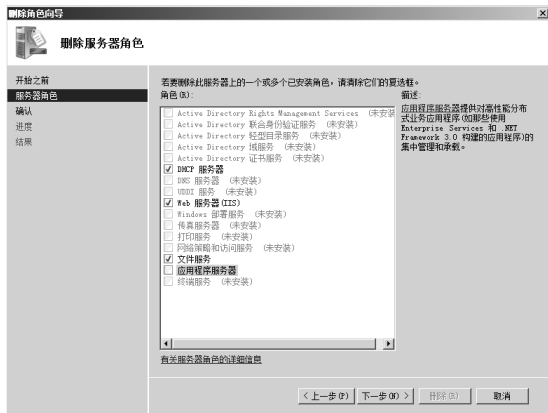 删除角色向导
删除服务器角色
开始之前
服务器角色
确认
进度
结果
若要删除此服务器上的一个或多个已安装角色，请清除它们的复选框。
角色(R):
Active Directory Rights Management Services （未安装
Active Directory 联合身份验证服务 （未安装）
Active Directory 轻型目录服务 （未安装）
Active Directory 域服务 （未安装）
Active Directory 证书服务 （未安装）
DHCP 服务器
DNS 服务器 （未安装）
UDDI 服务 （未安装）
Web 服务器(IIS)
Windows 部署服务 （未安装）
传真服务器 （未安装）
打印服务 （未安装）
网络策略和访问服务 （未安装）
文件服务
应用程序服务器
终端服务 （未安装）
有关服务器角色的详细信息
描述:
应用程序服务器提供对高性能分布
式业务应用程序(如那些使用
Enterprise Services 和 .NET
Framework 3.0 构建的应用程序)的
集中管理和承载。
< 上一步(P)
下一步(N) >
删除(R)
取消